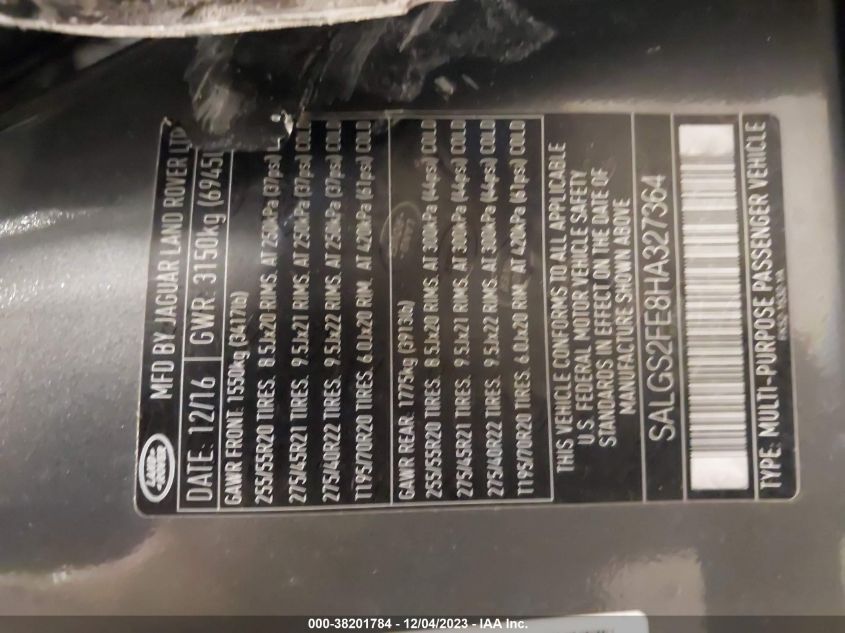 LAND ROVER
MFD BY JAGUAR LAND ROVER LTD
DATE: 12/16 GWR: 3150kg (6945l
GAWR FRONT: 1550kg (3417lb)
255/55R20 TIRES. 8.5Jx20 RIMS. AT 250kPa (37psi)
275/45R21 TIRES. 9.5Jx21 RIMS. AT 250kPa (37psi) COLD
275/40R22 TIRES. 9.5Jx22 RIMS. AT 250kPa (37psi) COLD
T195/70R20 TIRES. 6.0Jx20 RIM. AT 420kPa (61psi) COLD
GAWR REAR: 1775kg (3913lb)
255/55R20 TIRES. 8.5Jx20 RIMS. AT 300kPa (44psi) COLD
275/45R21 TIRES. 9.5Jx21 RIMS. AT 300kPa (44psi) COLD
275/40R22 TIRES. 9.5Jx22 RIMS. AT 300kPa (44psi) COLD
T195/70R20 TIRES. 6.0Jx20 RIM. AT 420kPa (61psi) COLD
THIS VEHICLE CONFORMS TO ALL APPLICABLE
U.S. FEDERAL MOTOR VEHICLE SAFETY
STANDARDS IN EFFECT ON THE DATE OF
MANUFACTURE SHOWN ABOVE
SALGS2FE8HA327364
TYPE: MULTI-PURPOSE PASSENGER VEHICLE
000-38201784 - 12/04/2023 - IAA Inc.